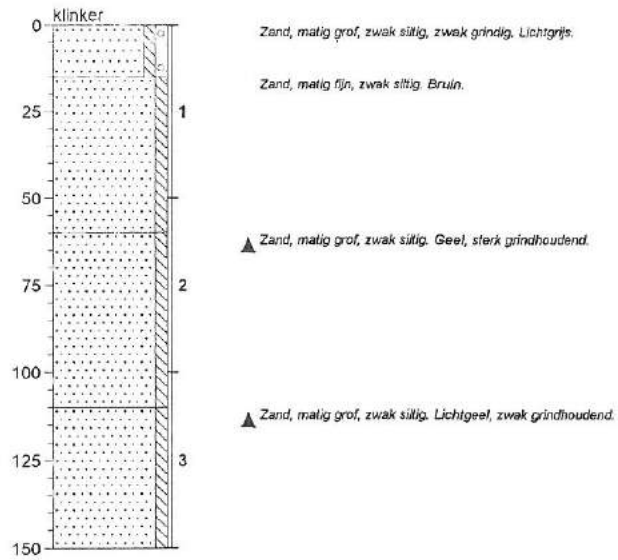 klinker
0
Zand, matig grof, zwak siltig, zwak grindig. Lichtgrijs.
Zand, matig fijn, zwak siltig. Bruin.
25
1
50
Zand, matig grof, zwak siltig. Geel, sterk grindhoudend.
75
2
100
Zand, matig grof, zwak siltig. Lichtgeel, zwak grindhoudend.
125
3
150